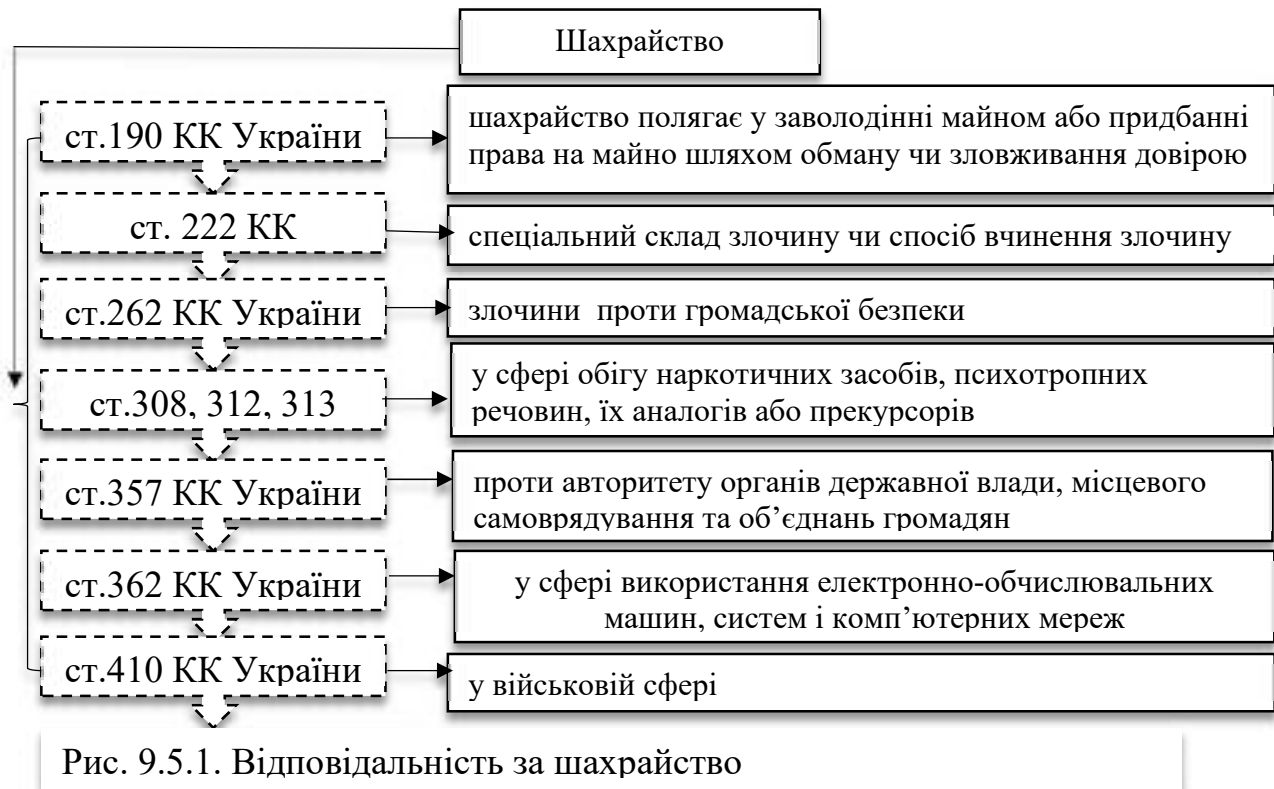 Шахрайство
ст.190 КК України
шахрайство полягає у заволодінні майном або придбанні
права на майно шляхом обману чи зловживання довірою
ст. 222 КК
спеціальний склад злочину чи спосіб вчинення злочину
ст.262 КК України
злочини проти громадської безпеки
ст.308, 312, 313
у сфері обігу наркотичних засобів, психотропних
речовин, їх аналогів або прекурсорів
ст.357 КК України
проти авторитету органів державної влади, місцевого
самоврядування та об’єднань громадян
ст.362 КК України
у сфері використання електронно-обчислювальних
машин, систем і комп’ютерних мереж
ст.410 КК України
у військовій сфері
Рис. 9.5.1. Відповідальність за шахрайство